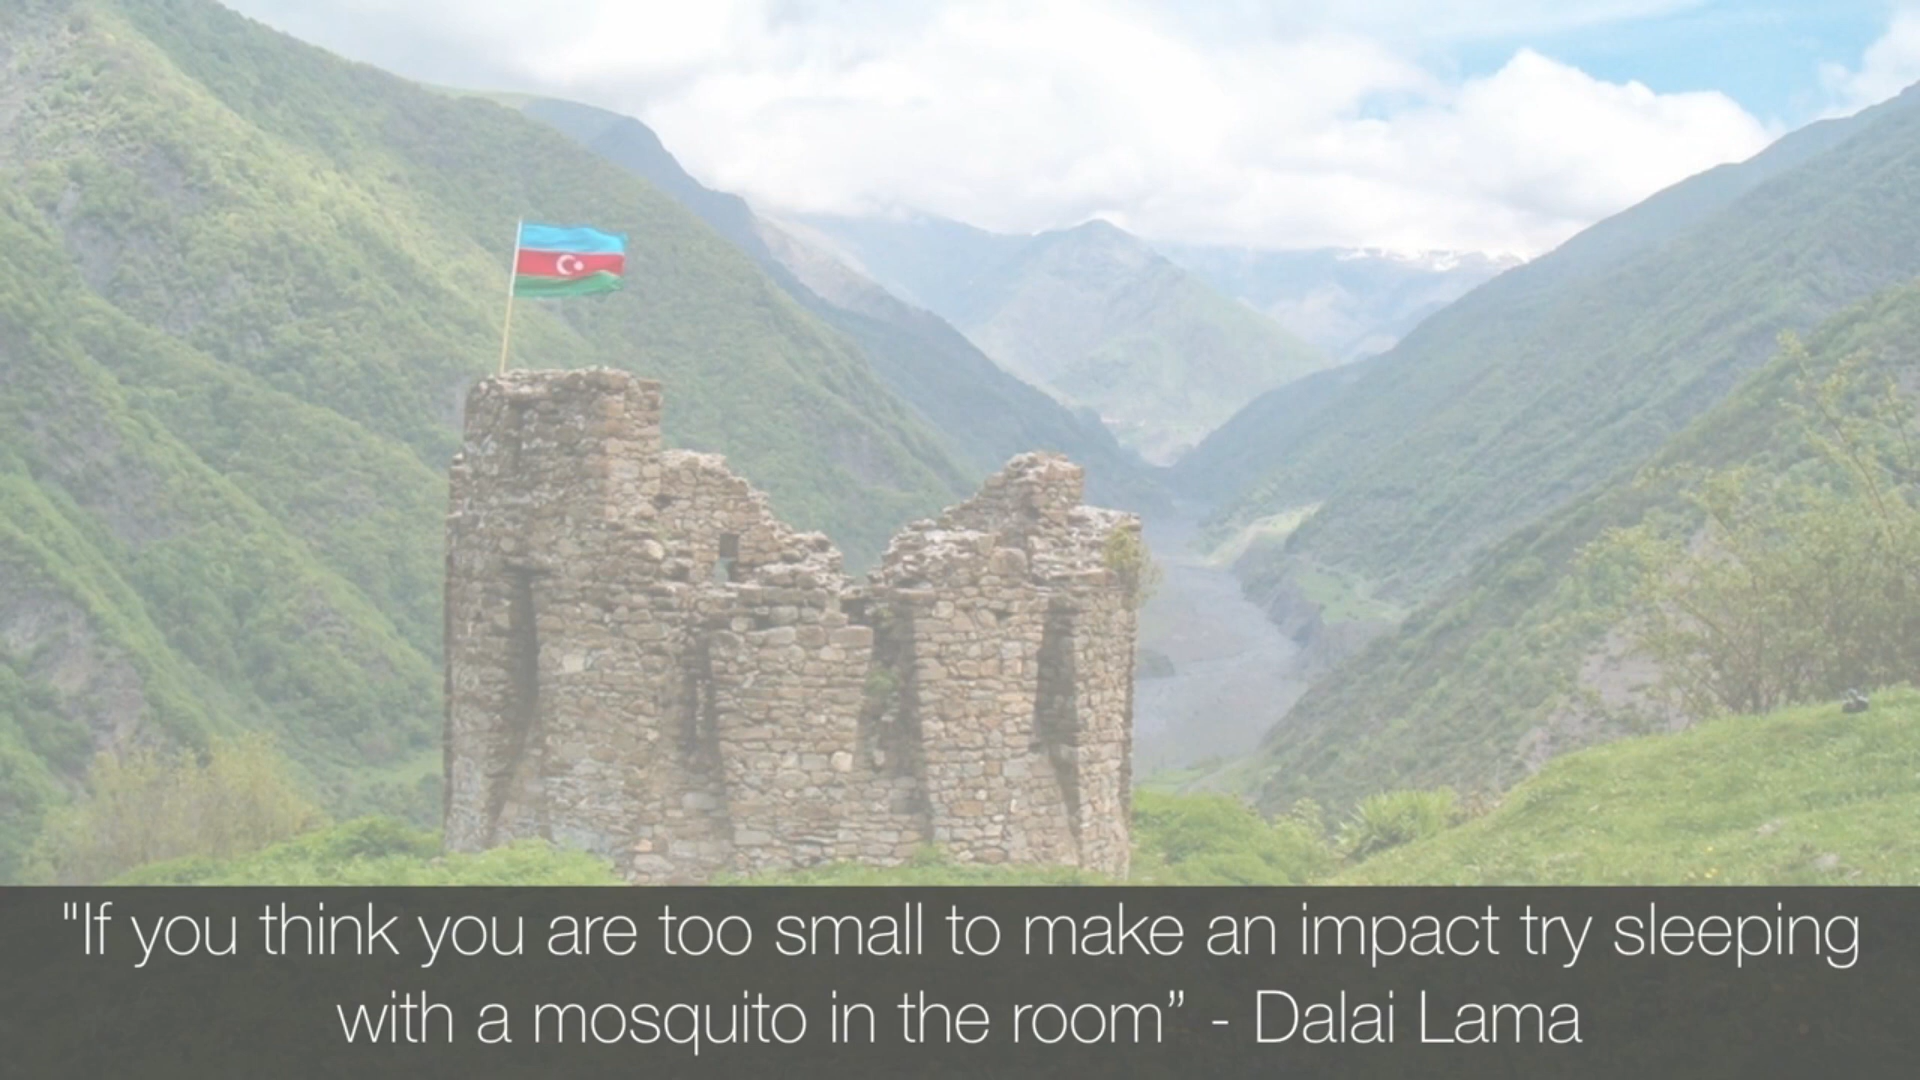 "If you think you are too small to make an impact try sleeping
with a mosquito in the room” - Dalai Lama